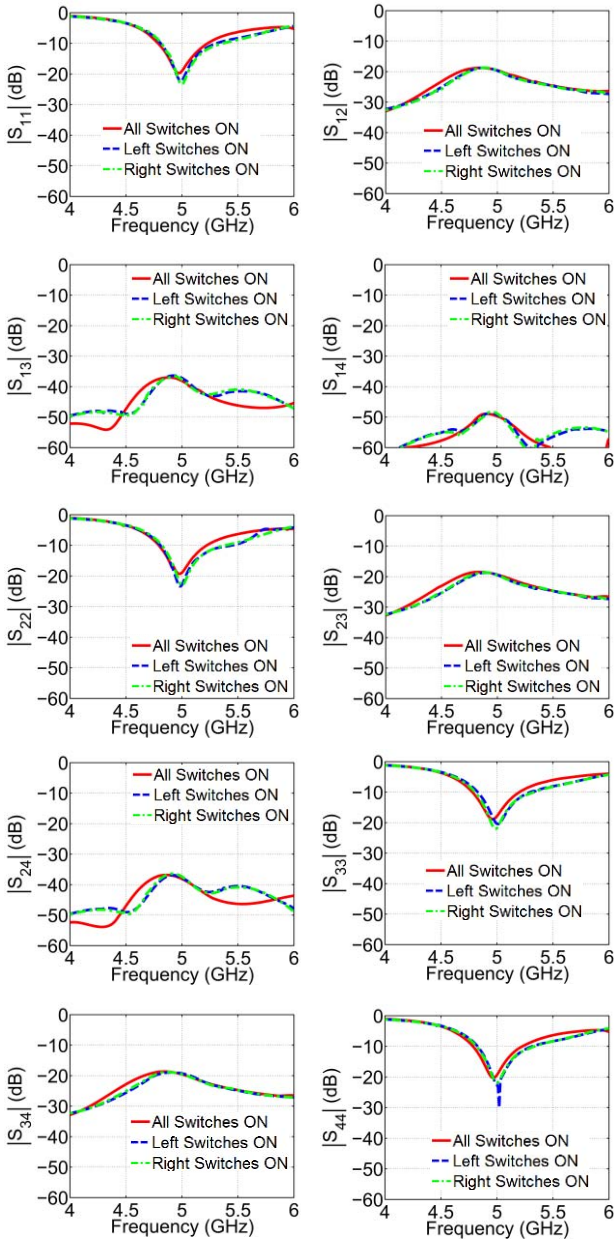 0
−10
−20
−30
−40
−50
−60
|S11| (dB)
All Switches ON
Left Switches ON
Right Switches ON
4 4.5 5 5.5 6
Frequency (GHz)
0
−10
−20
−30
−40
−50
−60
|S12| (dB)
All Switches ON
Left Switches ON
Right Switches ON
4 4.5 5 5.5 6
Frequency (GHz)
0
−10
−20
−30
−40
−50
−60
|S13| (dB)
All Switches ON
Left Switches ON
Right Switches ON
4 4.5 5 5.5 6
Frequency (GHz)
0
−10
−20
−30
−40
−50
−60
|S14| (dB)
All Switches ON
Left Switches ON
Right Switches ON
4 4.5 5 5.5 6
Frequency (GHz)
0
−10
−20
−30
−40
−50
−60
|S22| (dB)
All Switches ON
Left Switches ON
Right Switches ON
4 4.5 5 5.5 6
Frequency (GHz)
0
−10
−20
−30
−40
−50
−60
|S23| (dB)
All Switches ON
Left Switches ON
Right Switches ON
4 4.5 5 5.5 6
Frequency (GHz)
0
−10
−20
−30
−40
−50
−60
|S24| (dB)
All Switches ON
Left Switches ON
Right Switches ON
4 4.5 5 5.5 6
Frequency (GHz)
0
−10
−20
−30
−40
−50
−60
|S33| (dB)
All Switches ON
Left Switches ON
Right Switches ON
4 4.5 5 5.5 6
Frequency (GHz)
0
−10
−20
−30
−40
−50
−60
|S34| (dB)
All Switches ON
Left Switches ON
Right Switches ON
4 4.5 5 5.5 6
Frequency (GHz)
0
−10
−20
−30
−40
−50
−60
|S44| (dB)
All Switches ON
Left Switches ON
Right Switches ON
4 4.5 5 5.5 6
Frequency (GHz)